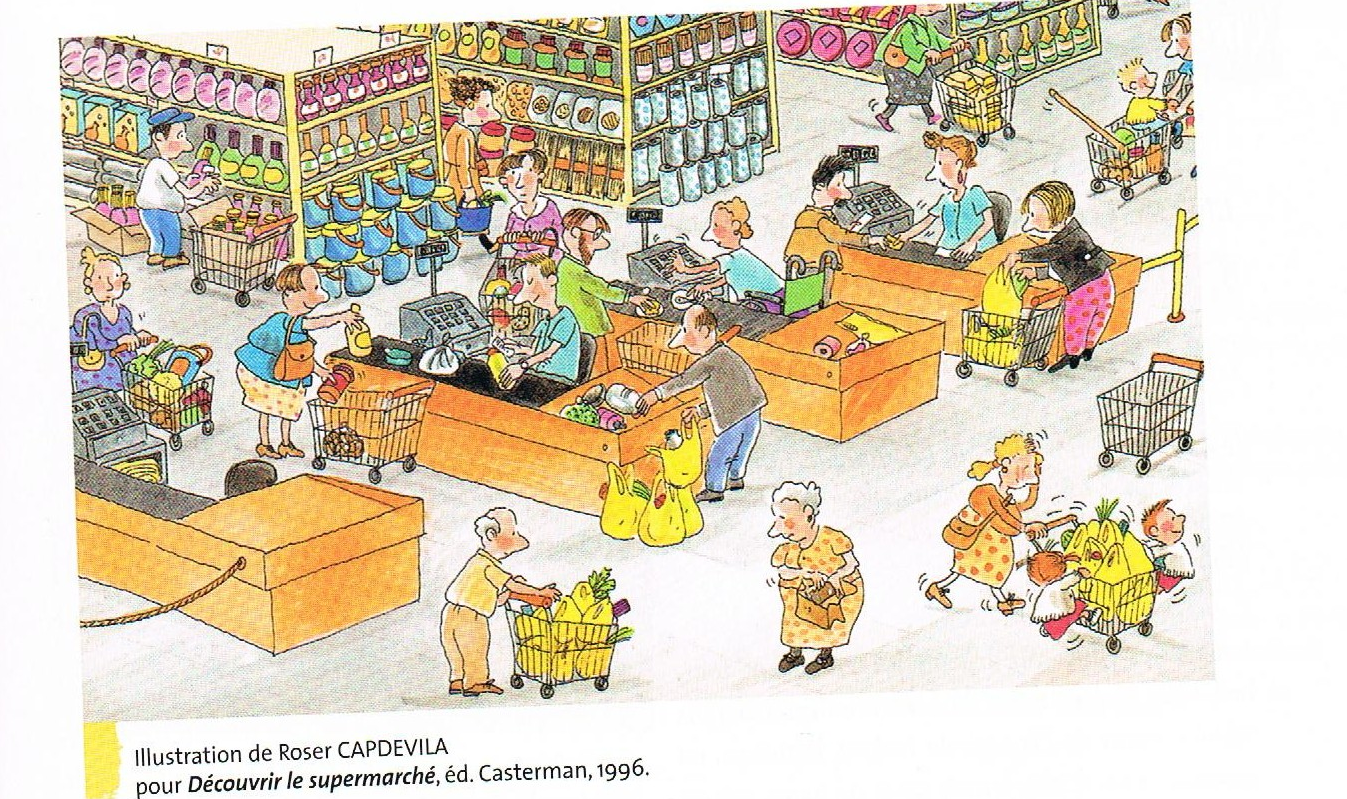 Illustration de Roser CAPDEVILA
pour Découvrir le supermarché, éd. Casterman, 1996.